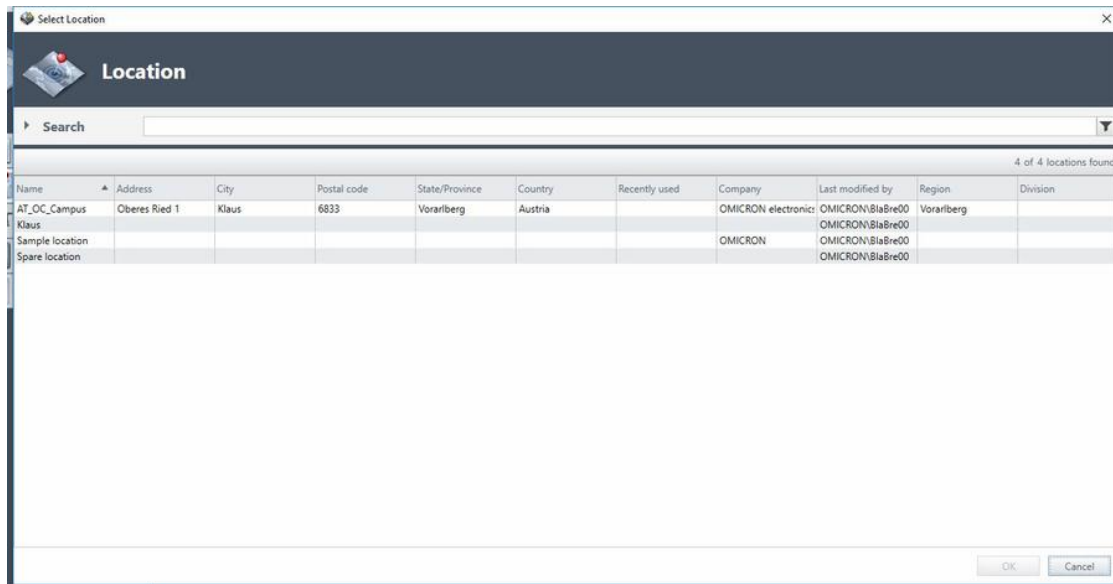 Select Location
Location
Search
4 of 4 locations found
Name Address City Postal code State/Province Country Recently used Company Last modified by Region Division
AT_OC_Campus Oberes Ried 1 Klaus 6833 Vorarlberg Austria OMICRON electronics OMICRON\BlaBre00 Vorarlberg
Klaus OMICRON\BlaBre00
Sample location OMICRON OMICRON\BlaBre00
Spare location OMICRON\BlaBre00
OK Cancel